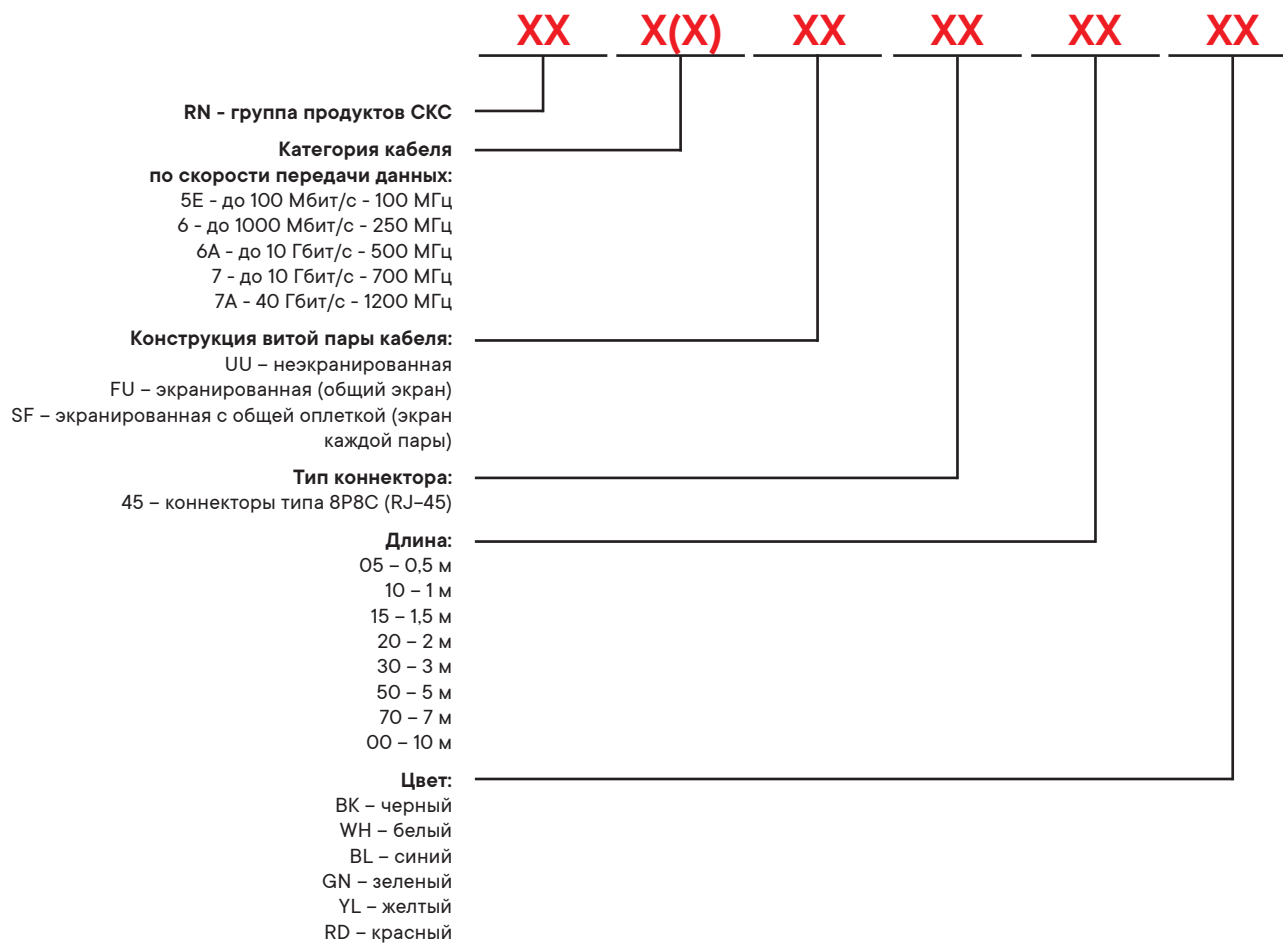 XX X(X) XX XX XX XX
RN - группа продуктов СКС
Категория кабеля
по скорости передачи данных:
5E - до 100 Мбит/с - 100 МГц
6 - до 1000 Мбит/с - 250 МГц
6A - до 10 Гбит/с - 500 МГц
7 - до 10 Гбит/с - 700 МГц
7A - 40 Гбит/с - 1200 МГц
Конструкция витой пары кабеля:
UU – неэкранированная
FU – экранированная (общий экран)
SF – экранированная с общей оплеткой (экран
каждой пары)
Тип коннектора:
45 – коннекторы типа 8P8C (RJ-45)
Длина:
05 – 0,5 м
10 – 1 м
15 – 1,5 м
20 – 2 м
30 – 3 м
50 – 5 м
70 – 7 м
00 – 10 м
Цвет:
BK – черный
WH – белый
BL – синий
GN – зеленый
YL – желтый
RD – красный